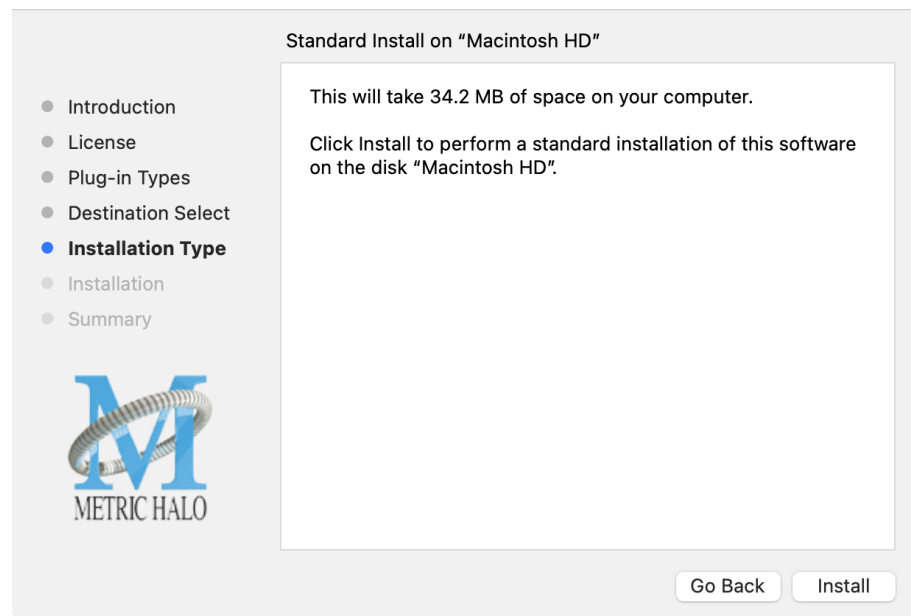 Standard Install on “Macintosh HD”
Introduction
License
Plug-in Types
Destination Select
Installation Type
Installation
Summary
This will take 34.2 MB of space on your computer.
Click Install to perform a standard installation of this software
on the disk “Macintosh HD”.
M
METRIC HALO
Go Back
Install